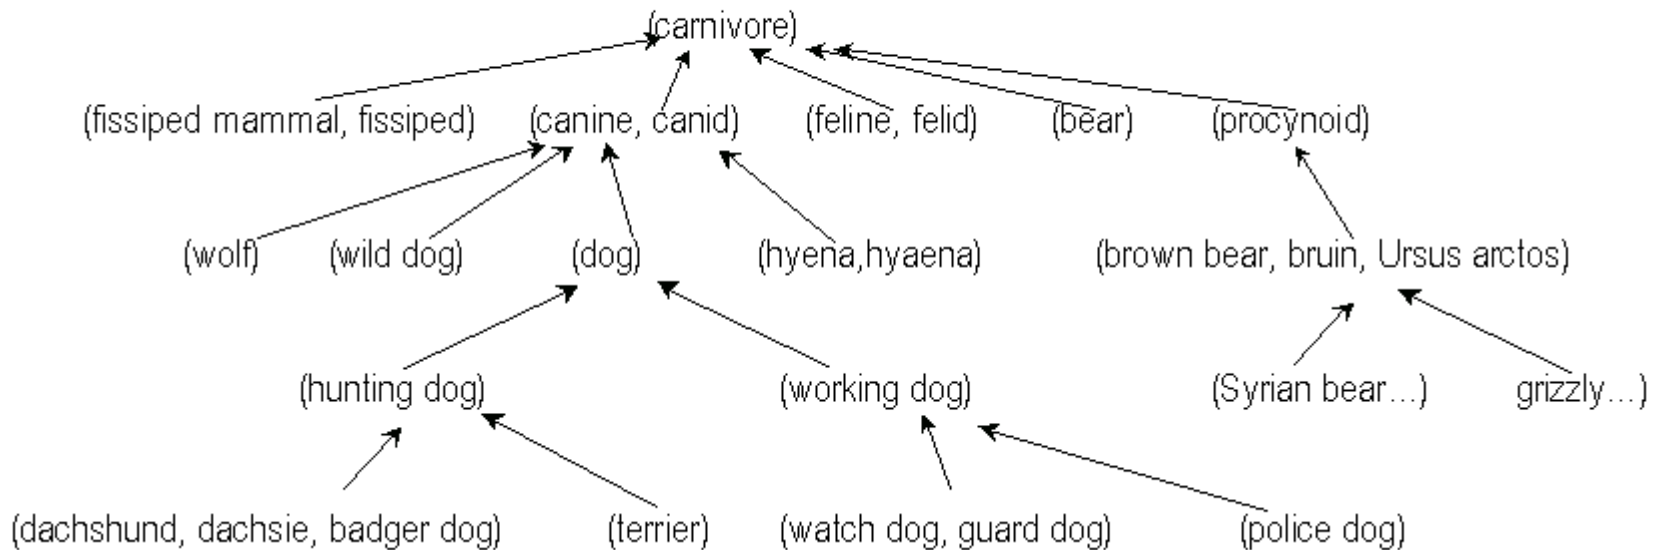 (carnivore)
(fissiped mammal, fissiped) (canine, canid) (feline, felid) (bear) (procynoid)
(wolf) (wild dog) (dog) (hyena,hyaena) (brown bear, bruin, Ursus arctos)
(hunting dog) (working dog) (Syrian bear...) grizzly...)
(dachshund, dachsie, badger dog) (terrier) (watch dog, guard dog) (police dog)